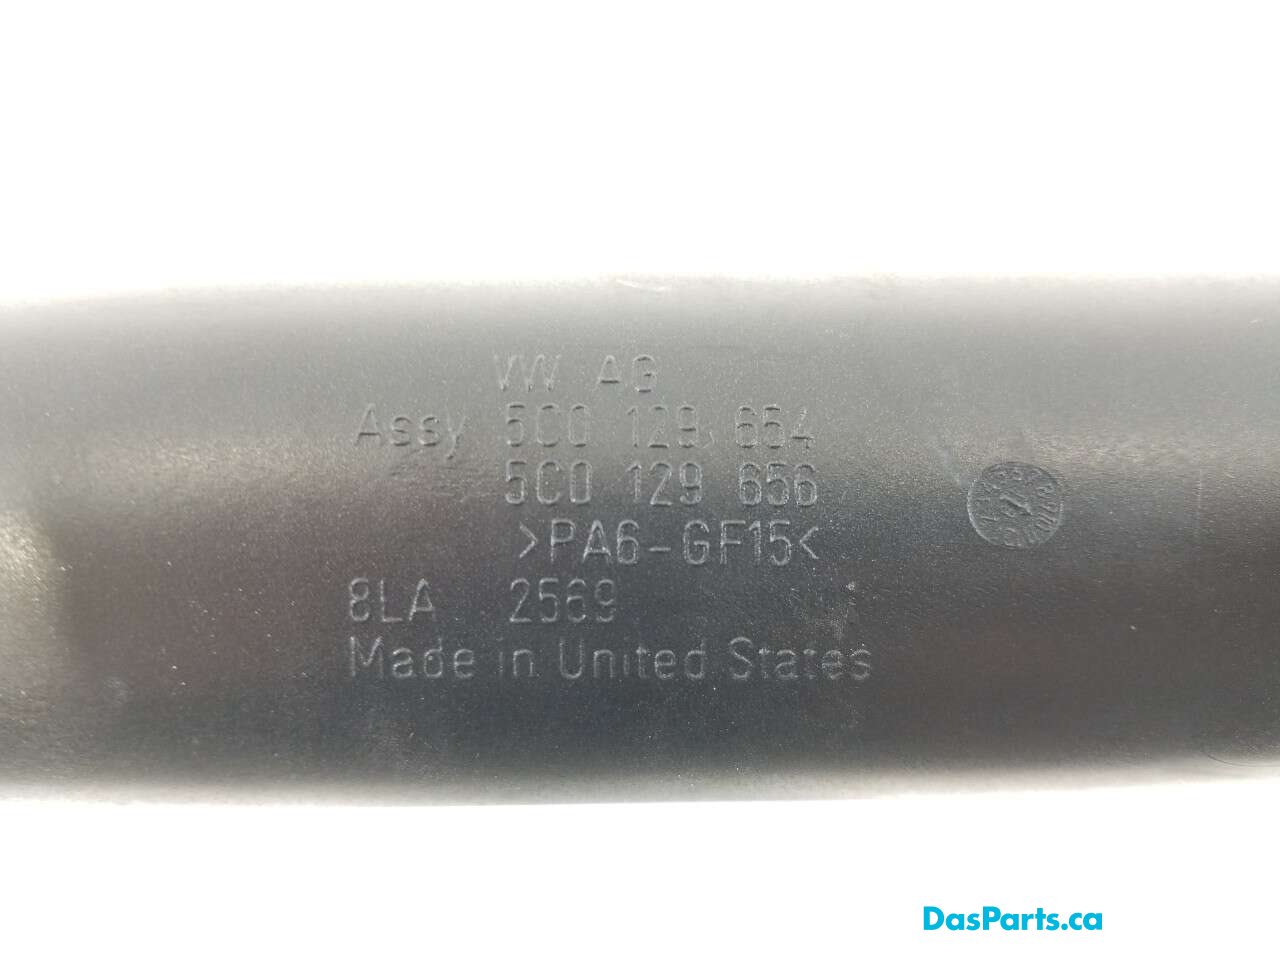 VW AG
Assy 5C0 129 654
5C0 129 656
>PA6-GF15<
8LA 2569
Made in United States
DasParts.ca